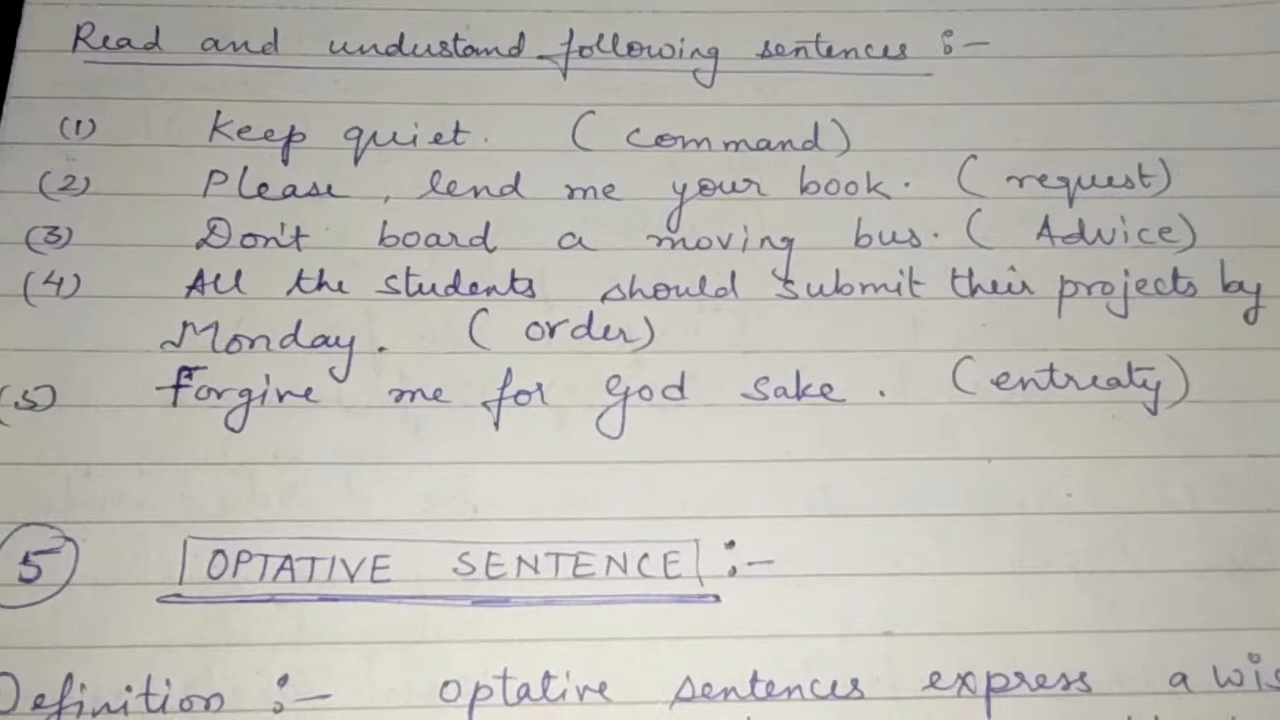 Read and understand following sentences :-
(1) Keep quiet. (command)
(2) Please, lend me your book. (request)
(3) Don't board a moving bus. (Advice)
(4) All the students should submit their projects by
Monday. (order)
(5) Forgive me for god sake. (entreaty)
5 OPTATIVE SENTENCE :-
Definition :- Optative sentences express a wis